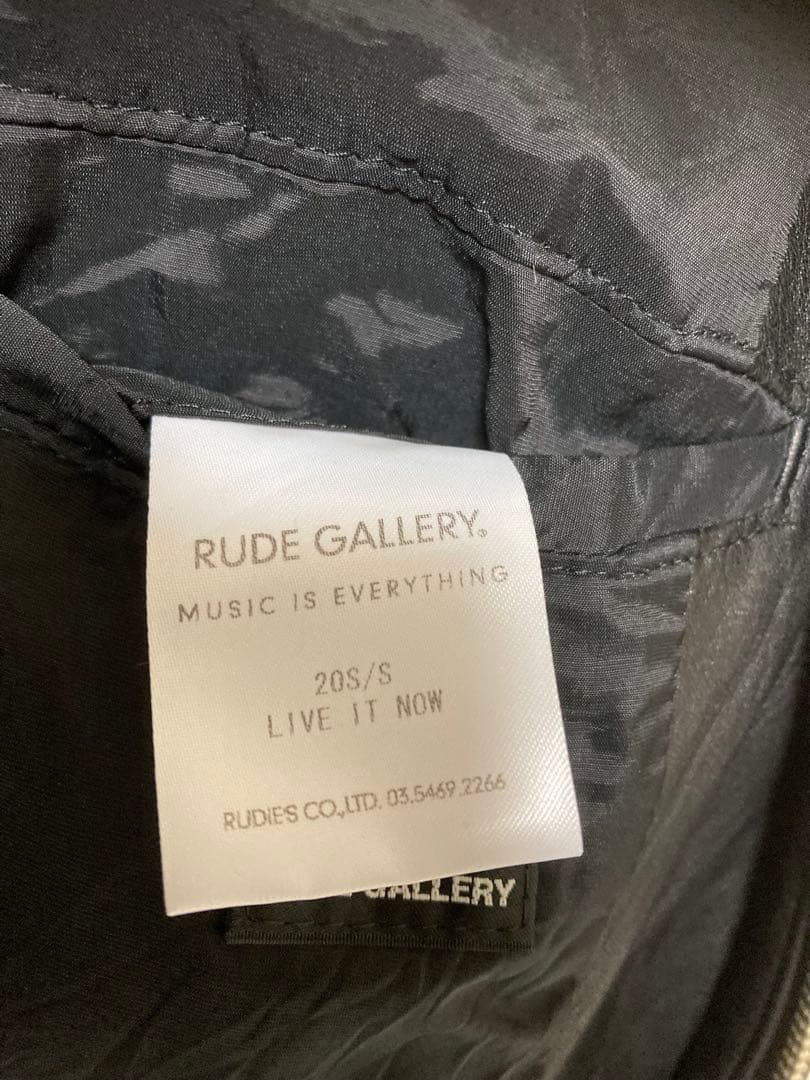 RUDE GALLERY®
MUSIC IS EVERYTHING
20S/S
LIVE IT NOW
RUDIE'S CO.,LTD. 03.5469.2266
GALLERY